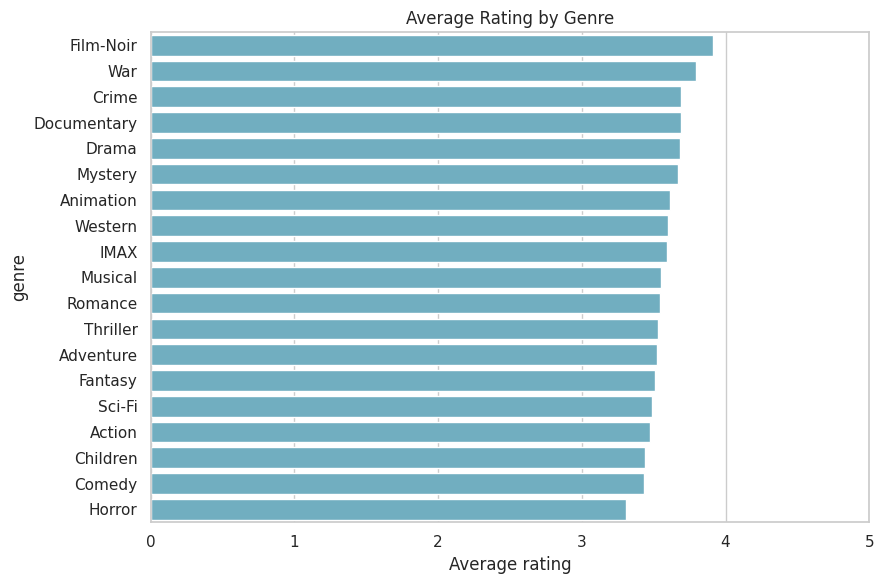 Average Rating by Genre
Film-Noir
War
Crime
Documentary
Drama
Mystery
Animation
Western
IMAX
Musical
Romance
Thriller
Adventure
Fantasy
Sci-Fi
Action
Children
Comedy
Horror
genre
0 1 2 3 4 5
Average rating